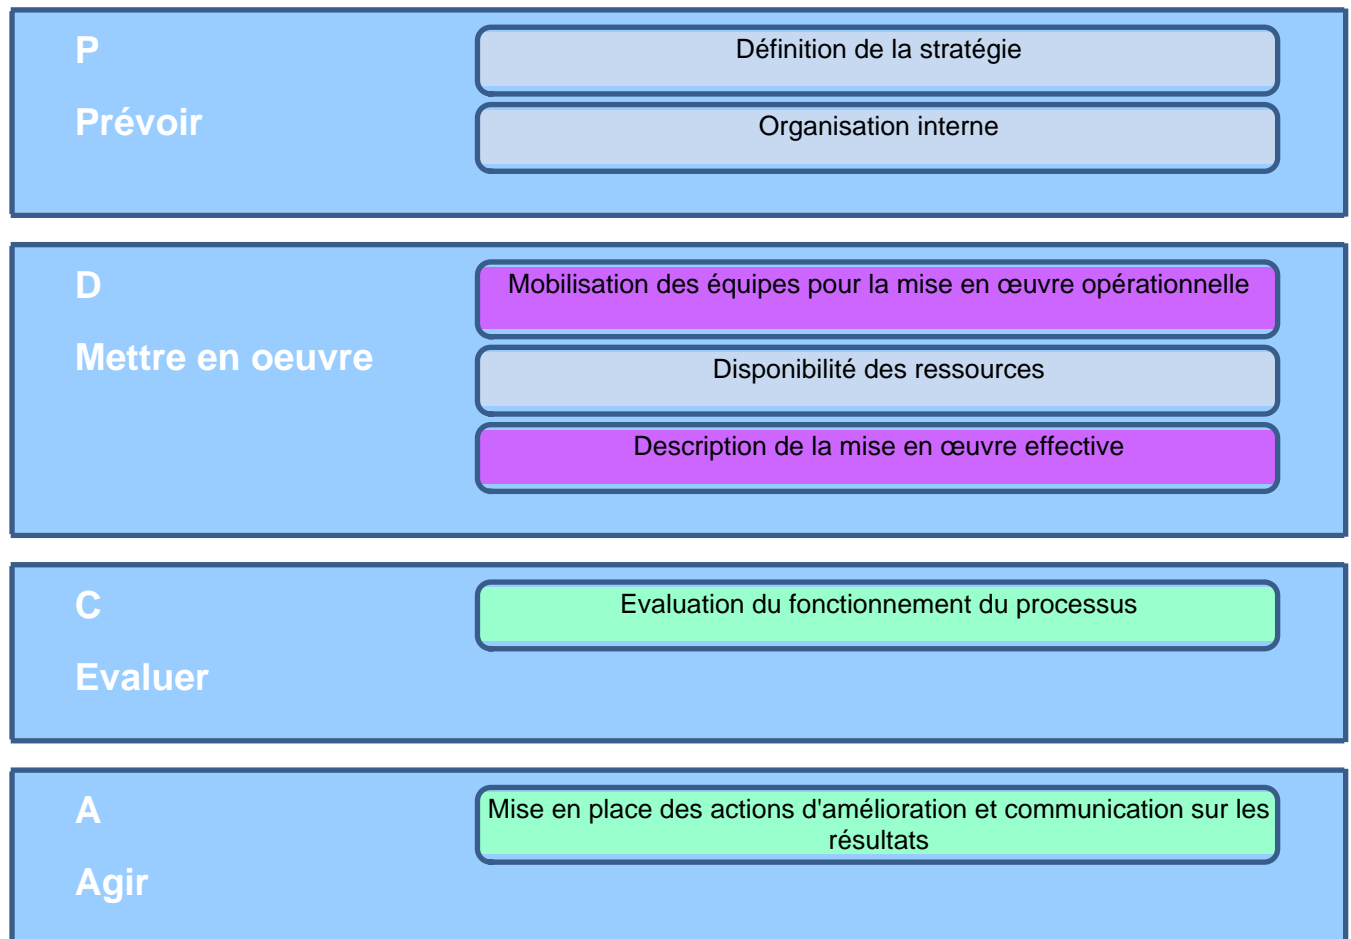 P
Prévoir
Définition de la stratégie
Organisation interne
D
Mettre en oeuvre
Mobilisation des équipes pour la mise en œuvre opérationnelle
Disponibilité des ressources
Description de la mise en œuvre effective
C
Evaluer
Evaluation du fonctionnement du processus
A
Agir
Mise en place des actions d'amélioration et communication sur les
résultats